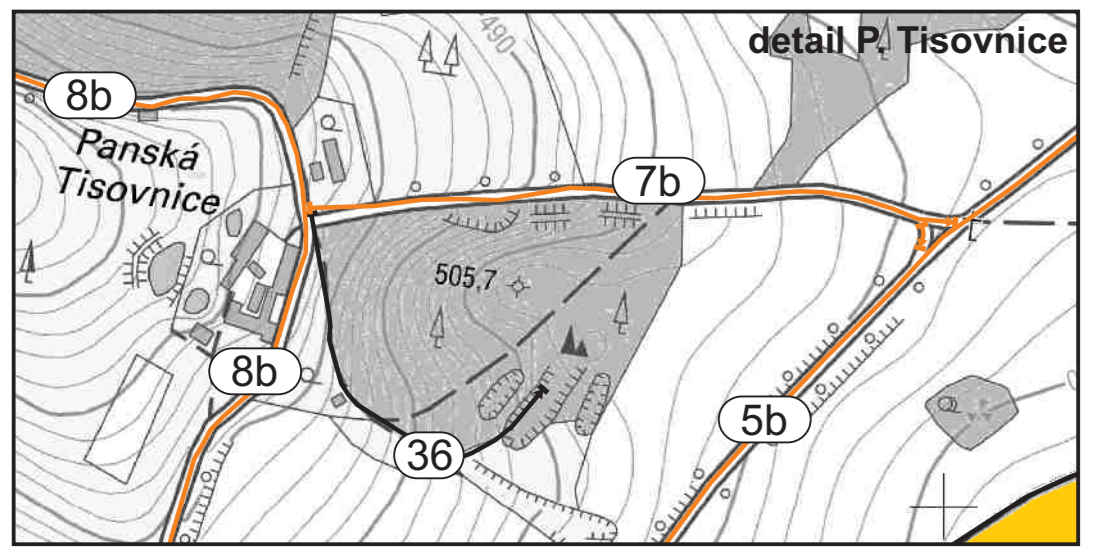 detail P. Tisovnice
490
8b
Panská
Tisovnice
7b
505,7
8b
5b
36